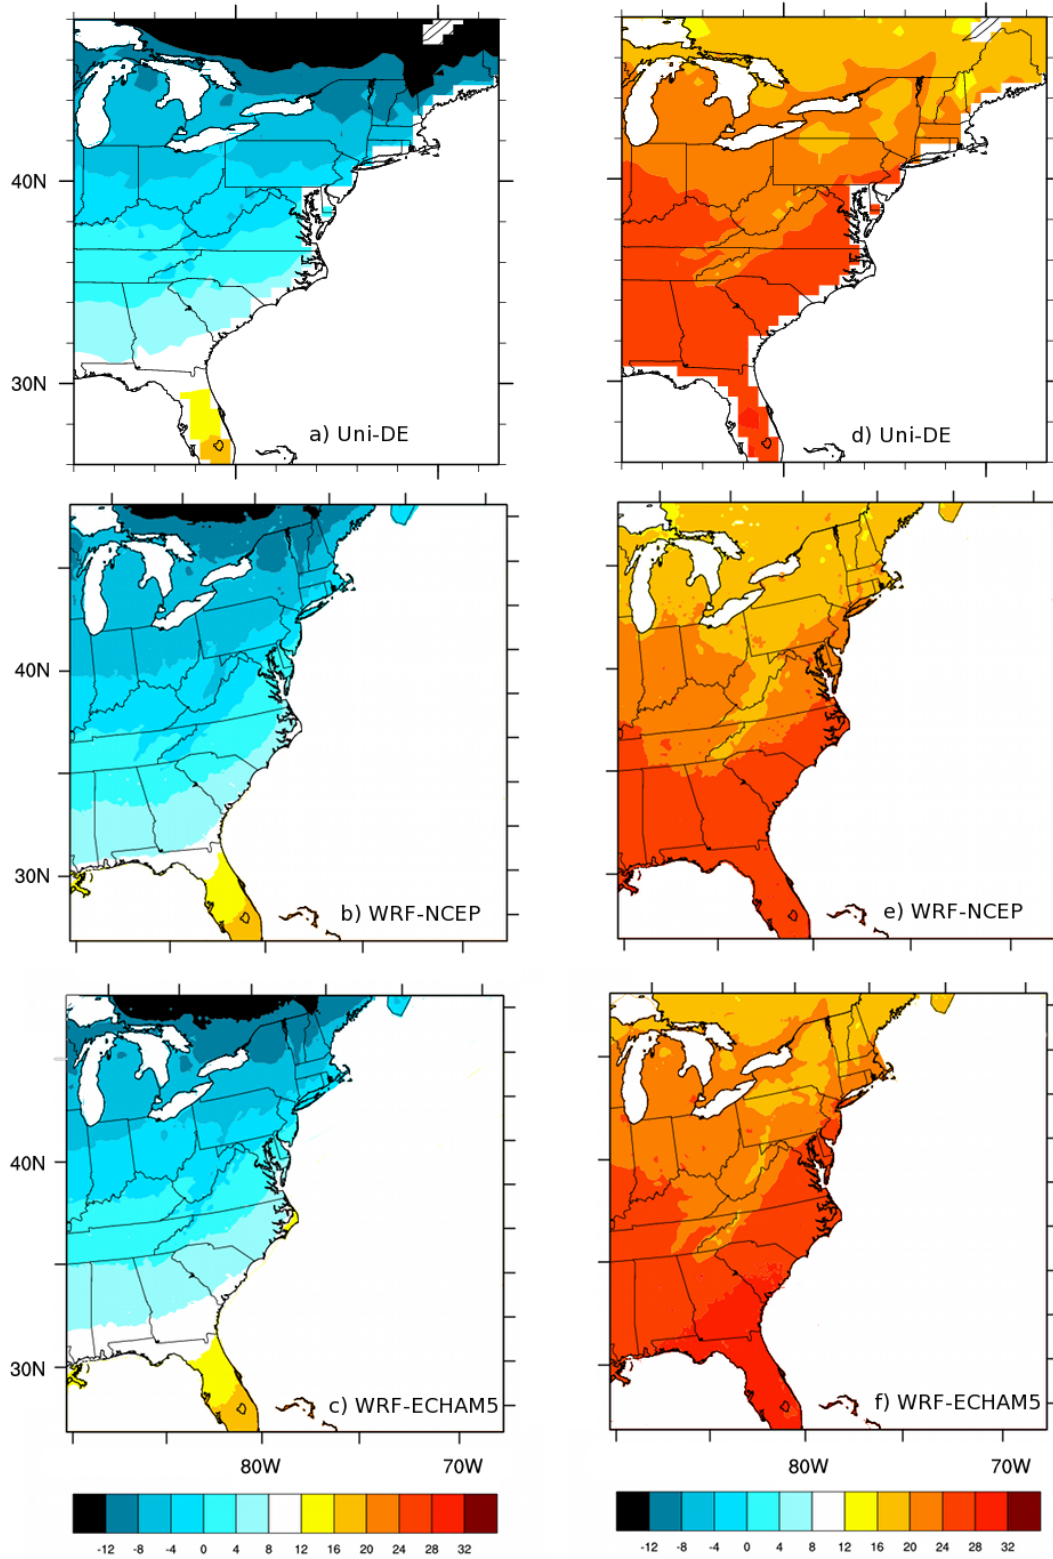 40N
30N
a) Uni-DE
d) Uni-DE
40N
30N
b) WRF-NCEP
e) WRF-NCEP
40N
30N
c) WRF-ECHAM5
f) WRF-ECHAM5
80W 70W
80W 70W
-12 -8 -4 0 4 8 12 16 20 24 28 32
-12 -8 -4 0 4 8 12 16 20 24 28 32